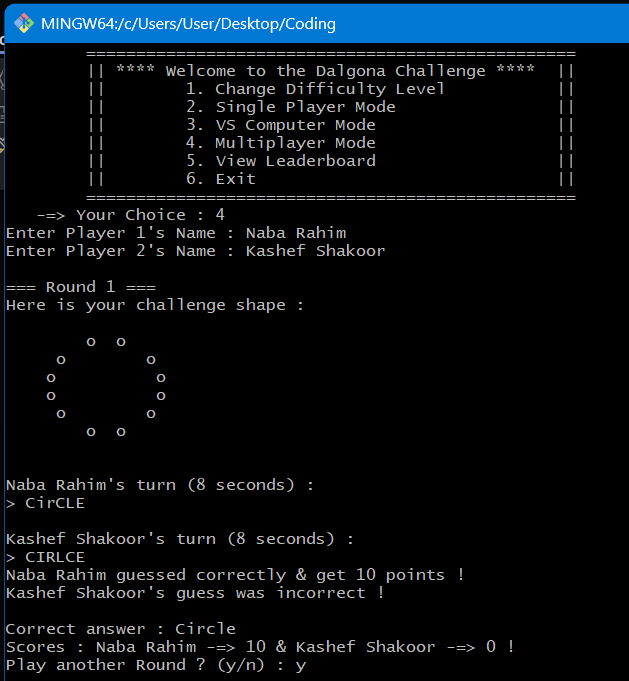 MINGW64:/c/Users/User/Desktop/Coding
=================================================
|| **** Welcome to the Dalgona Challenge **** ||
|| 1. Change Difficulty Level ||
|| 2. Single Player Mode ||
|| 3. VS Computer Mode ||
|| 4. Multiplayer Mode ||
|| 5. View Leaderboard ||
|| 6. Exit ||
=================================================
-=> Your Choice : 4
Enter Player 1's Name : Naba Rahim
Enter Player 2's Name : Kashef Shakoor
=== Round 1 ===
Here is your challenge shape :
o o
o o
o o
o o
o o
o o
Naba Rahim's turn (8 seconds) :
> CirCLE
Kashef Shakoor's turn (8 seconds) :
> CIRLCE
Naba Rahim guessed correctly & get 10 points !
Kashef Shakoor's guess was incorrect !
Correct answer : Circle
Scores : Naba Rahim -=> 10 & Kashef Shakoor -=> 0 !
Play another Round ? (y/n) : y